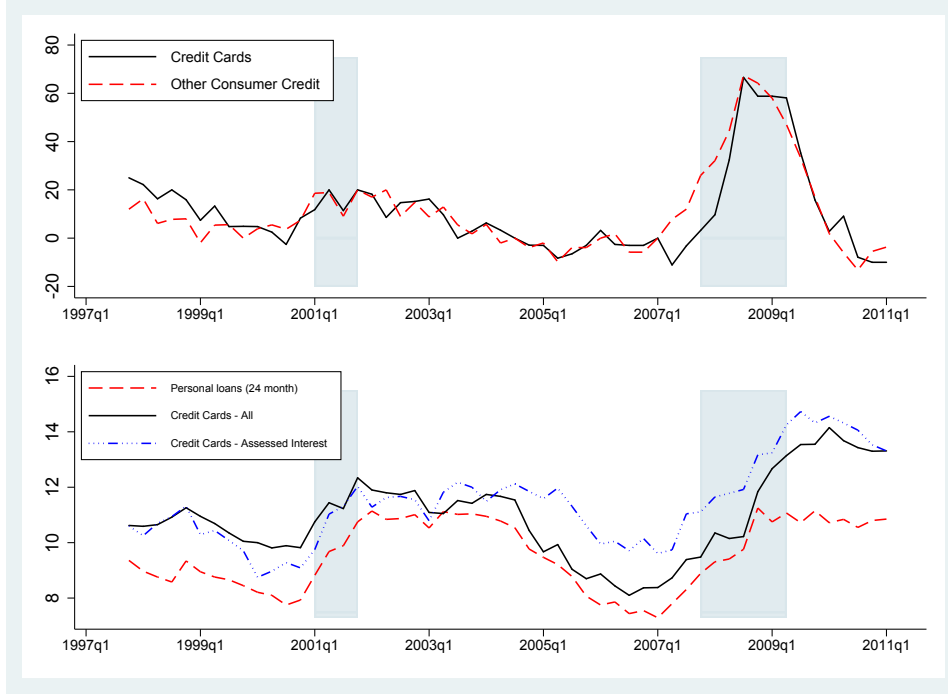 80
60
40
20
0
-20
Credit Cards
Other Consumer Credit
1997q1 1999q1 2001q1 2003q1 2005q1 2007q1 2009q1 2011q1
16
14
12
10
8
Personal loans (24 month)
Credit Cards - All
Credit Cards - Assessed Interest
1997q1 1999q1 2001q1 2003q1 2005q1 2007q1 2009q1 2011q1